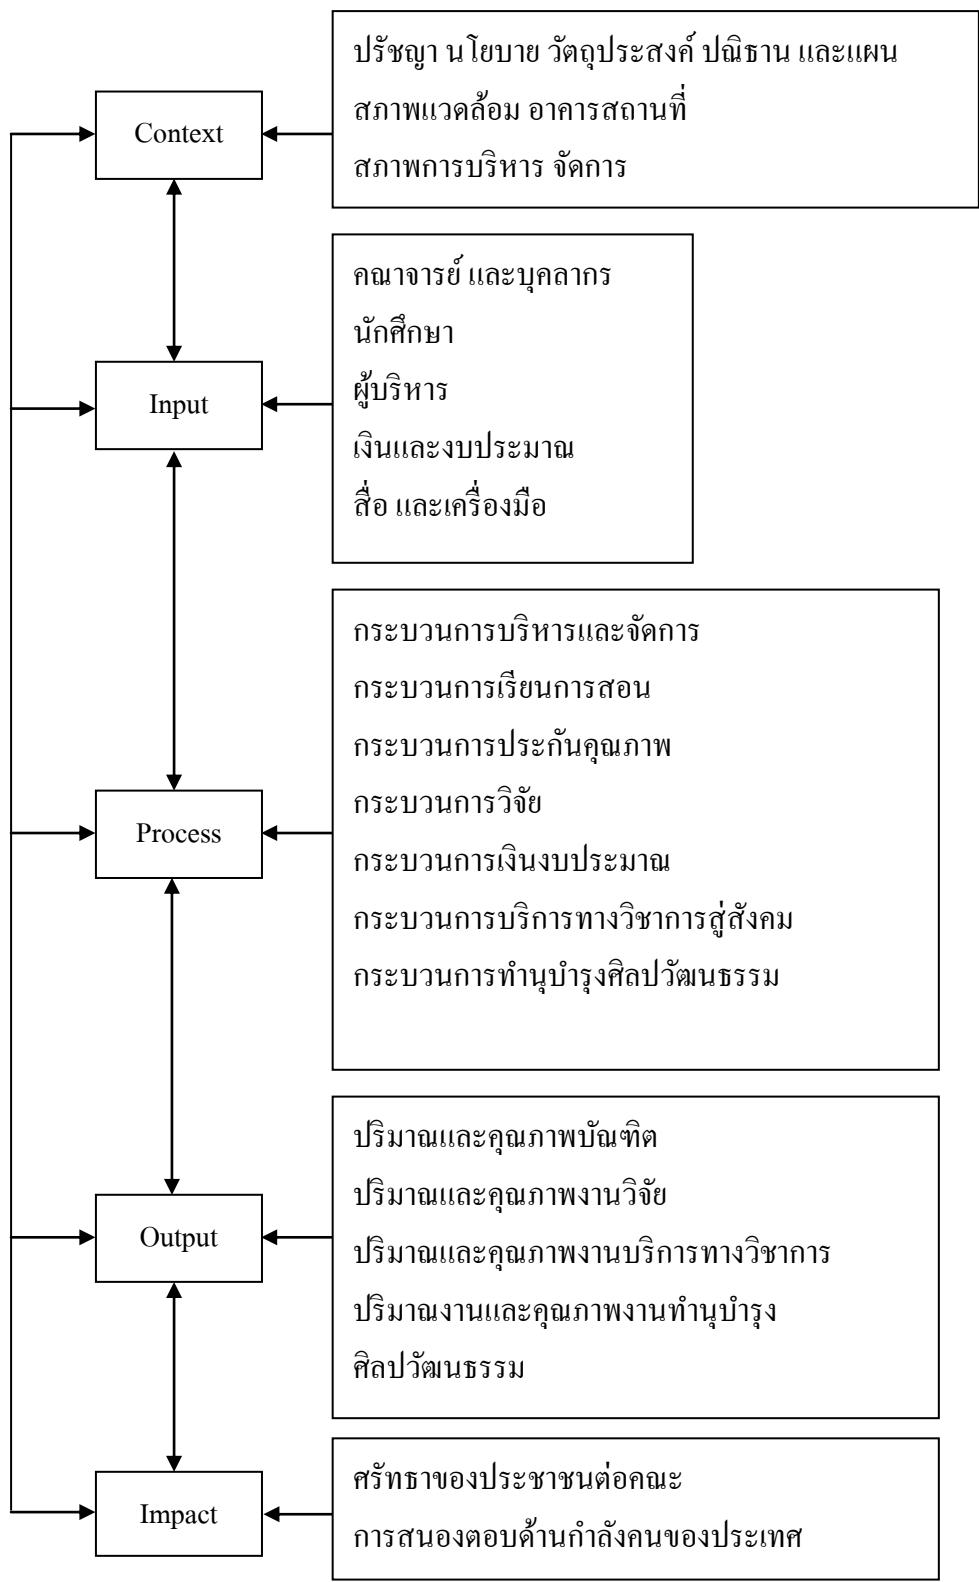 Context
ปรัชญา นโยบาย วัตถุประสงค์ ปณิธาน และแผน
สภาพแวดล้อม อาคารสถานที่
สภาพการบริหาร จัดการ
Input
คณาจารย์ และบุคลากร
นักศึกษา
ผู้บริหาร
เงินและงบประมาณ
สื่อ และเครื่องมือ
Process
กระบวนการบริหารและจัดการ
กระบวนการเรียนการสอน
กระบวนการประกันคุณภาพ
กระบวนการวิจัย
กระบวนการเงินงบประมาณ
กระบวนการบริการทางวิชาการสู่สังคม
กระบวนการทำนุบำรุงศิลปวัฒนธรรม
Output
ปริมาณและคุณภาพบัณฑิต
ปริมาณและคุณภาพงานวิจัย
ปริมาณและคุณภาพงานบริการทางวิชาการ
ปริมาณงานและคุณภาพงานทำนุบำรุง
ศิลปวัฒนธรรม
Impact
ศรัทธาของประชาชนต่อคณะ
การสนองตอบด้านกำลังคนของประเทศ